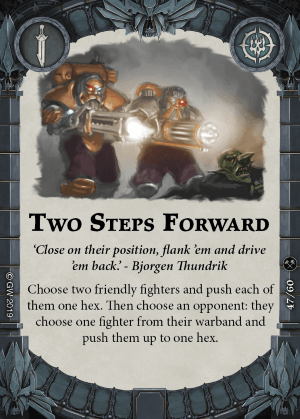 Two Steps Forward
‘Close on their position, flank ’em and drive
’em back.’ - Bjorgen Thundrik
Choose two friendly fighters and push each of
them one hex. Then choose an opponent: they
choose one fighter from their warband and
push them up to one hex.
©GW 2019
47/60